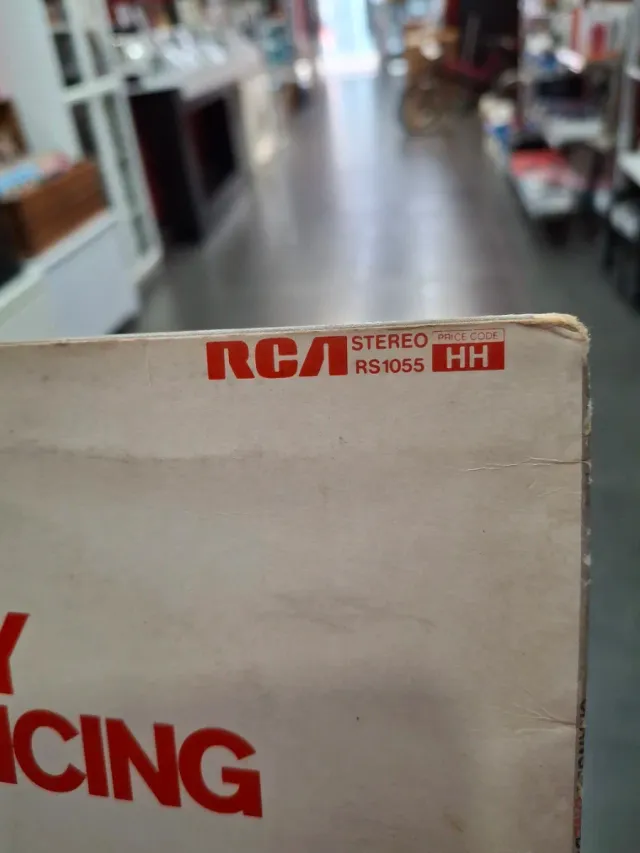 RCA STEREO PRICE CODE
RS1055 HH
Y
ICING